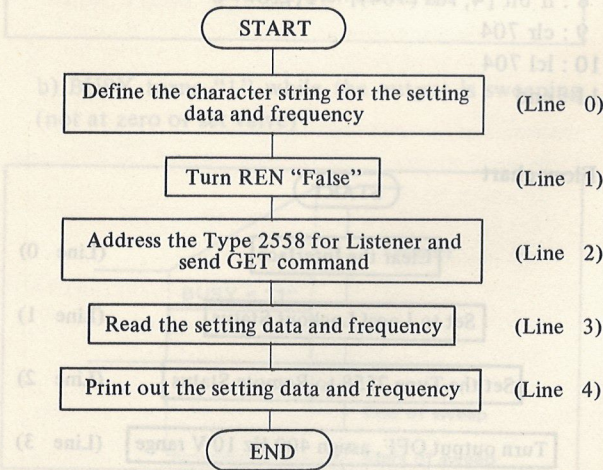 START
Define the character string for the setting
data and frequency
(Line 0)
Turn REN “False”
(Line 1)
Address the Type 2558 for Listener and
send GET command
(Line 2)
Read the setting data and frequency
(Line 3)
Print out the setting data and frequency
(Line 4)
END